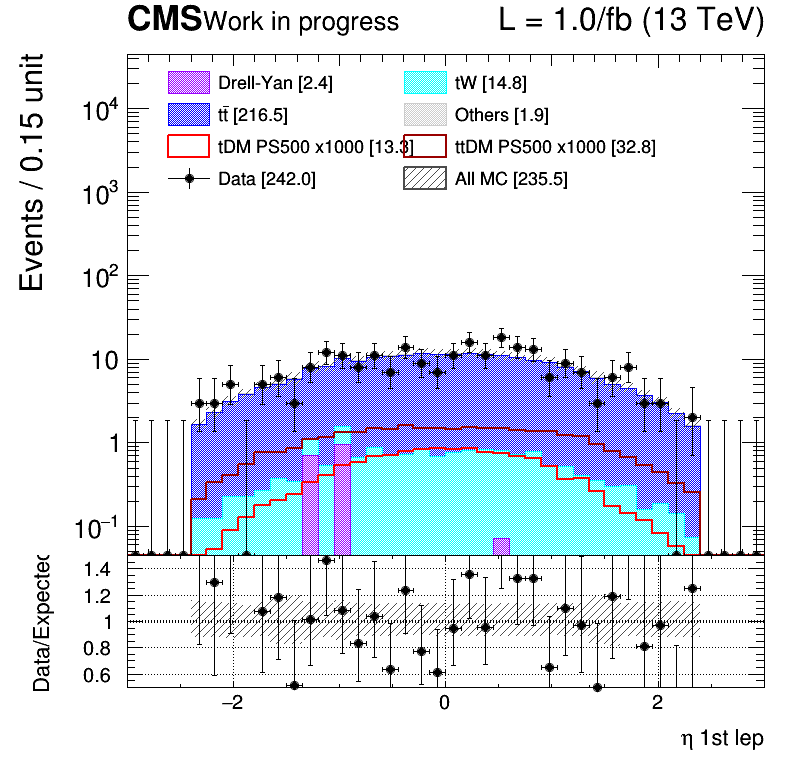 CMS Work in progress L = 1.0/fb (13 TeV)
Events / 0.15 unit
Drell-Yan [2.4] tW [14.8]
tt̄ [216.5] Others [1.9]
tDM PS500 x1000 [13.3] ttDM PS500 x1000 [32.8]
Data [242.0] All MC [235.5]
10⁴
10³
10²
10
1
10⁻¹
Data/Expected
1.4
1.2
1
0.8
0.6
−2 0 2
η 1st lep